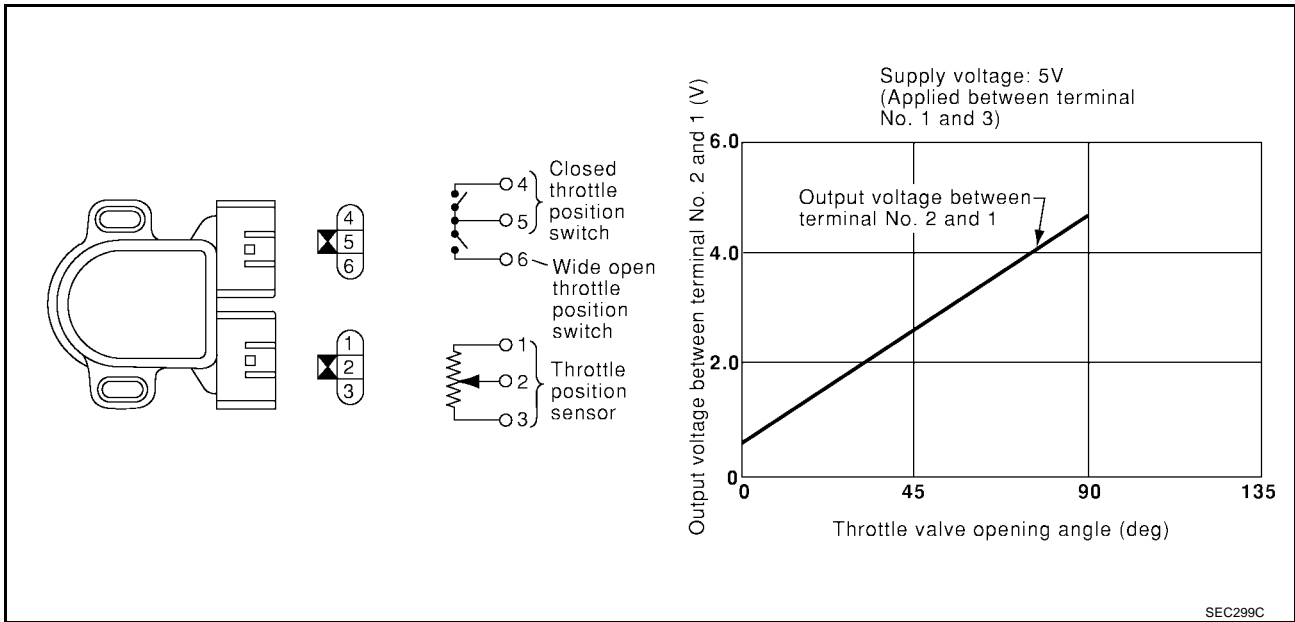 4
5
6
1
2
3
4
5
6
Closed
throttle
position
switch
Wide open
throttle
position
switch
1
2
3
Throttle
position
sensor
Supply voltage: 5V
(Applied between terminal
No. 1 and 3)
Output voltage between terminal No. 2 and 1 (V)
6.0
4.0
2.0
0
Output voltage between
terminal No. 2 and 1
0 45 90 135
Throttle valve opening angle (deg)
SEC299C